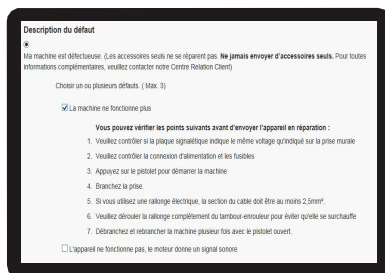 Description du défaut
Ma machine est défectueuse. (Les accessoires seuls ne se réparent pas, Ne jamais envoyer d'accessoires seuls. Pour toutes
informations complémentaires, veuillez contacter notre Centre Relation Client)
Choisir un ou plusieurs défauts. ( Max. 3)
La machine ne fonctionne plus
Vous pouvez vérifier les points suivants avant d'envoyer l'appareil en réparation :
1. Veuillez contrôler si la plaque signalétique indique le même voltage qu'indiqué sur la prise murale
2. Veuillez contrôler la connexion d'alimentation et les fusibles
3. Appuyez sur le pistolet pour démarrer la machine
4. Branchez la prise.
5. Si vous utilisez une rallonge électrique, la section du cable doit être au moins 2,5mm².
6. Veuillez dérouler la rallonge complètement du tambour-enrouleur pour éviter qu'elle se surchauffe
7. Débranchez et rebrancher la machine plusieur fois avec le pistolet ouvert.
L'appareil ne fonctionne pas, le moteur donne un signal sonore